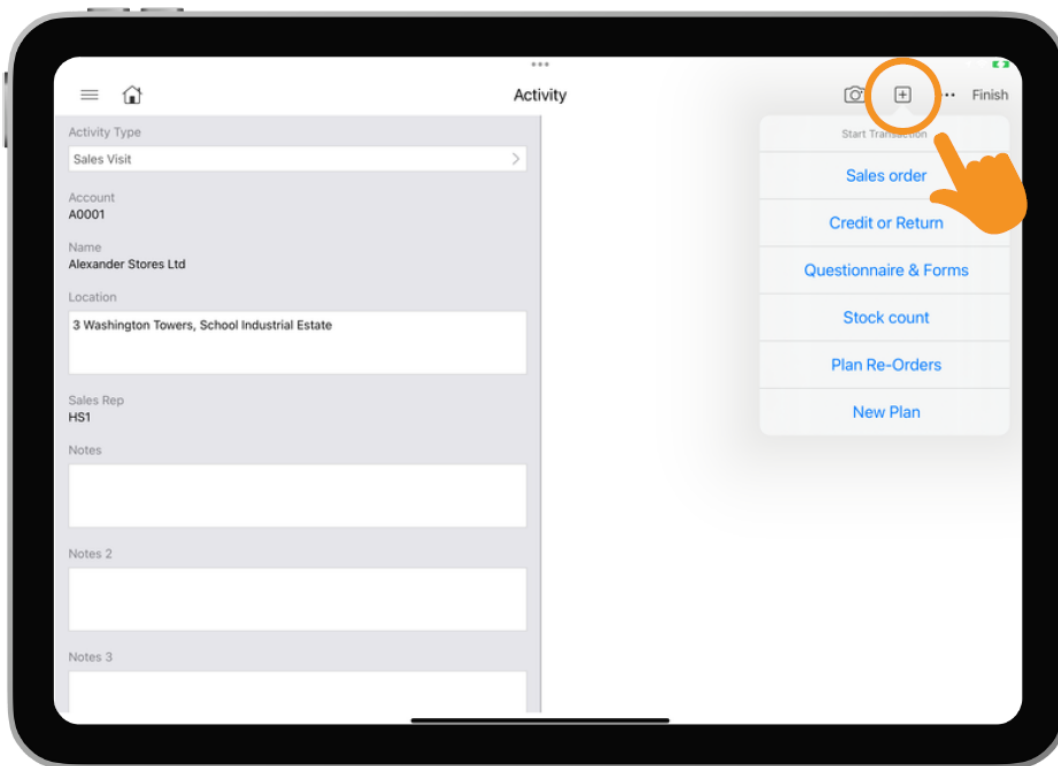 Activity
Finish
Activity Type
Sales Visit
Account
A0001
Name
Alexander Stores Ltd
Location
3 Washington Towers, School Industrial Estate
Sales Rep
HS1
Notes
Notes 2
Notes 3
Start Transaction
Sales order
Credit or Return
Questionnaire & Forms
Stock count
Plan Re-Orders
New Plan